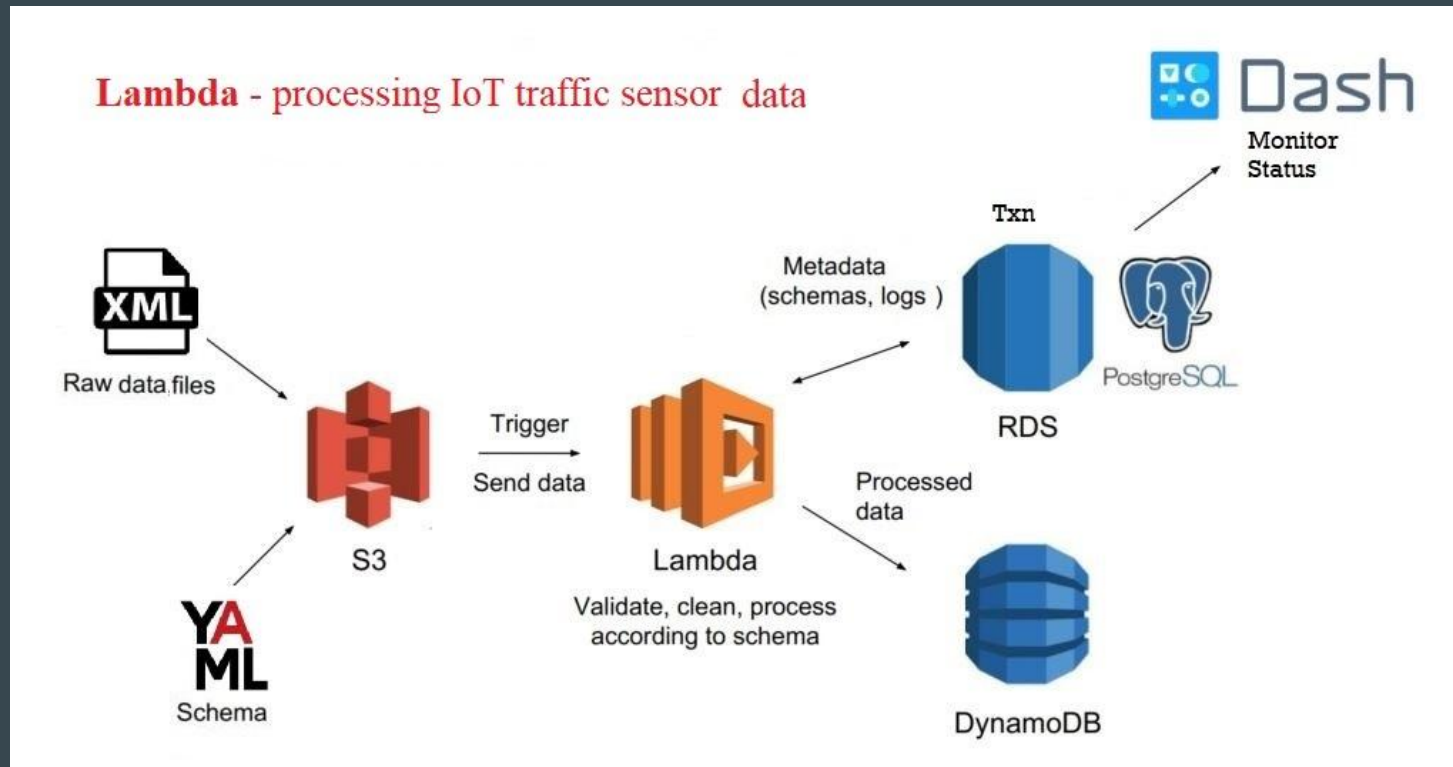 Lambda - processing IoT traffic sensor data
Dash
Monitor
Status
Txn
Metadata
(schemas, logs )
XML
Raw data files
PostgreSQL
RDS
Trigger
Send data
S3
Lambda
Validate, clean, process
according to schema
Processed
data
YA
ML
Schema
DynamoDB